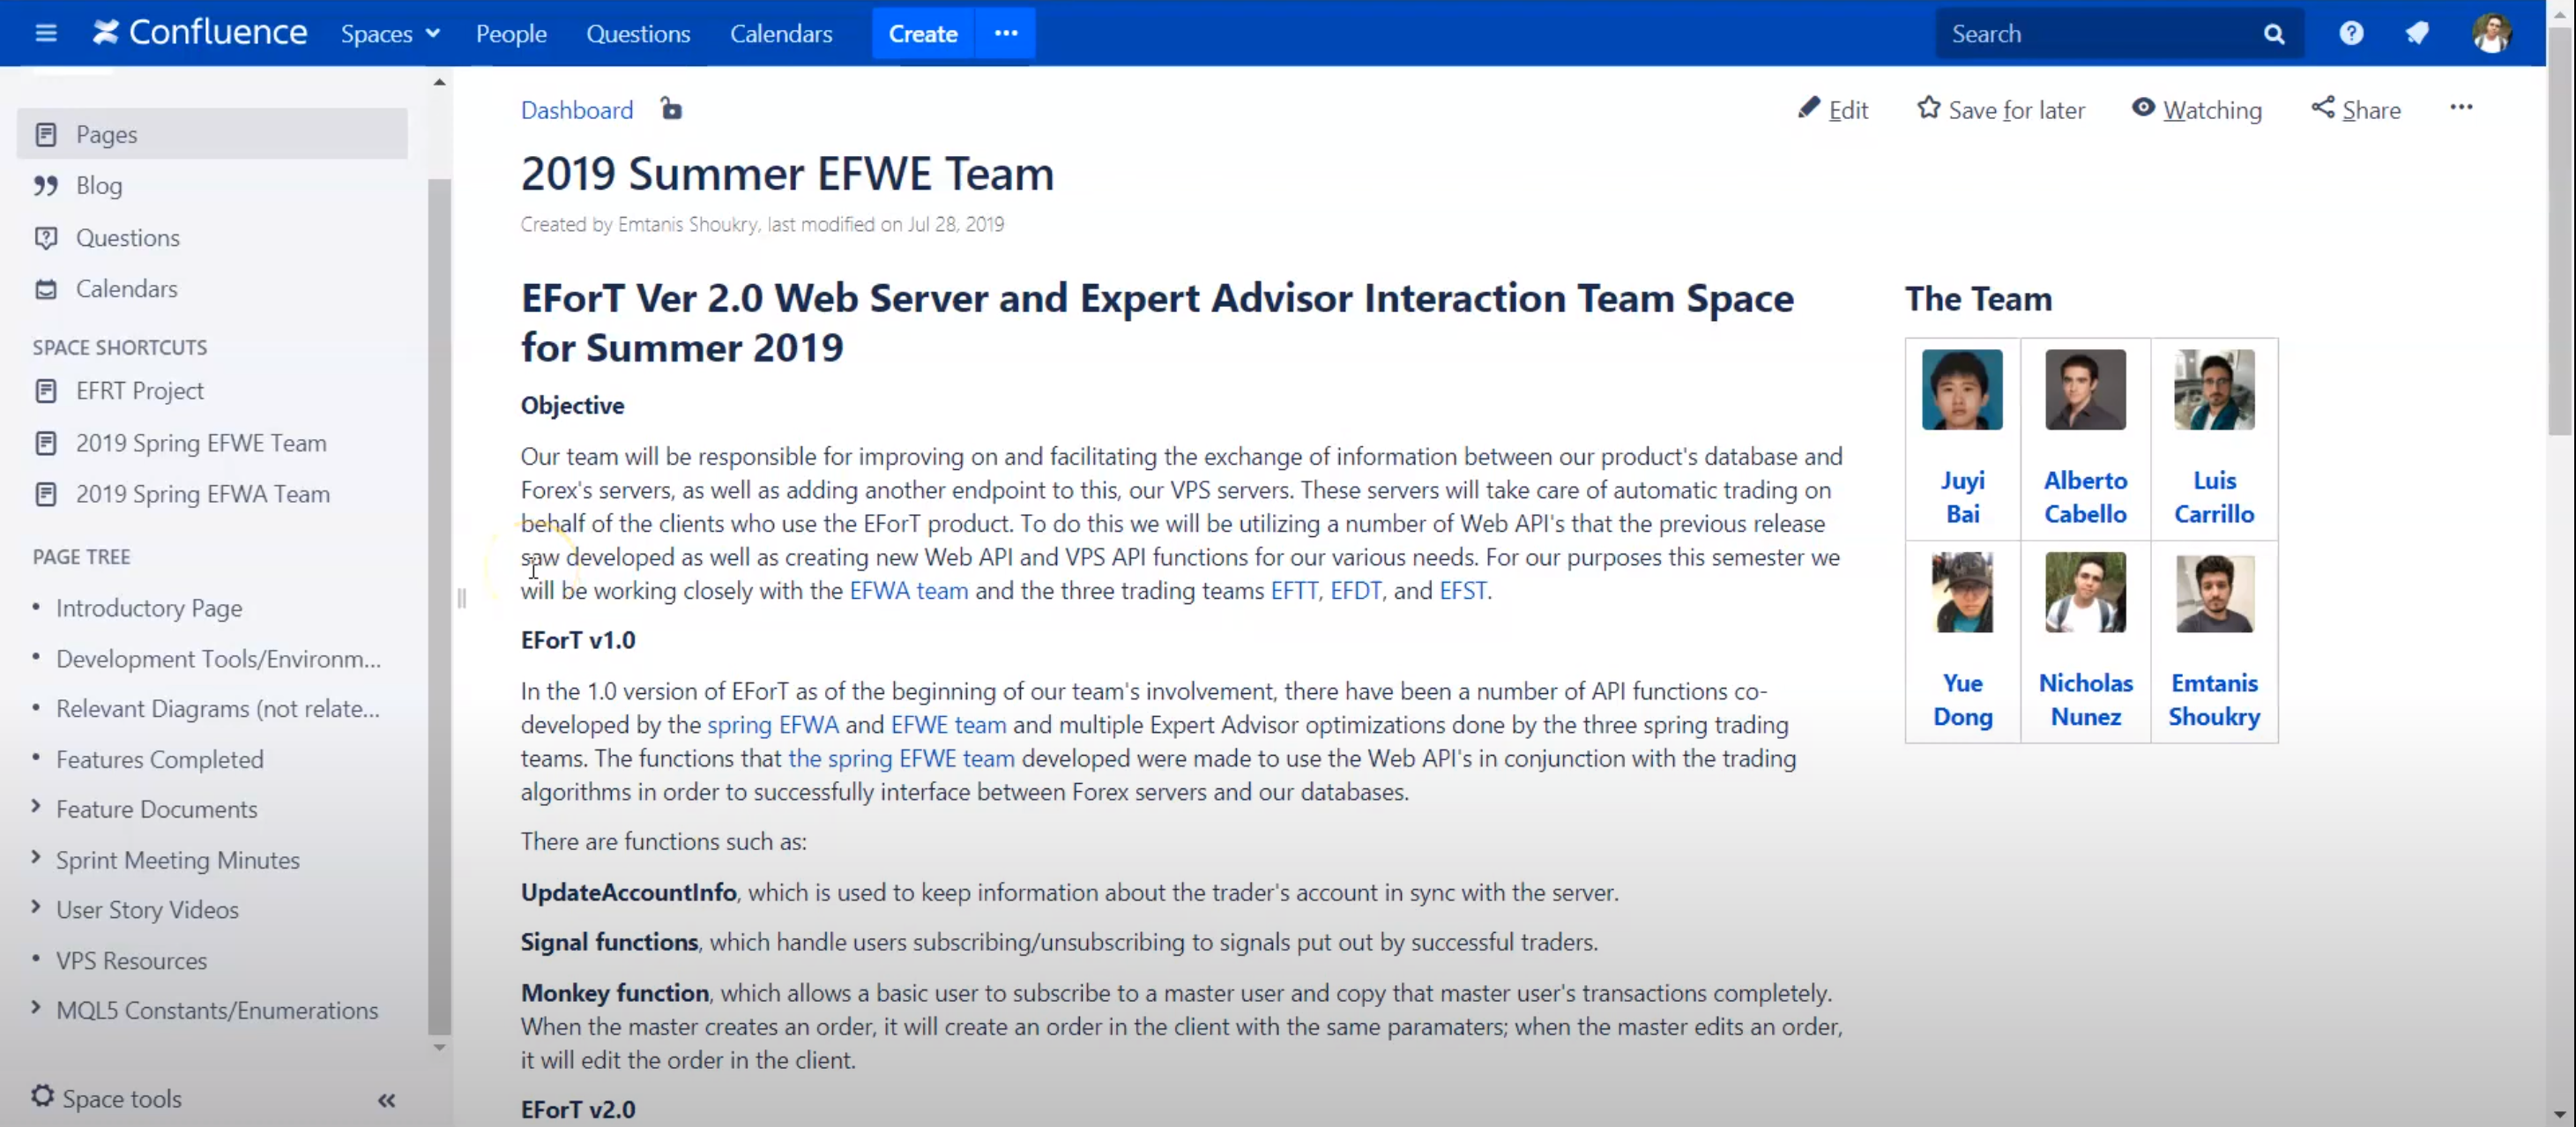 Confluence Spaces People Questions Calendars Create ••• Search
Pages
Blog
Questions
Calendars
SPACE SHORTCUTS
EFRT Project
2019 Spring EFWE Team
2019 Spring EFWA Team
PAGE TREE
Introductory Page
Development Tools/Environm...
Relevant Diagrams (not relate...
Features Completed
Feature Documents
Sprint Meeting Minutes
User Story Videos
VPS Resources
MQL5 Constants/Enumerations
Space tools
Dashboard
Edit Save for later Watching Share •••
2019 Summer EFWE Team
Created by Emtanis Shoukry, last modified on Jul 28, 2019
EForT Ver 2.0 Web Server and Expert Advisor Interaction Team Space
for Summer 2019
Objective
Our team will be responsible for improving on and facilitating the exchange of information between our product's database and
Forex's servers, as well as adding another endpoint to this, our VPS servers. These servers will take care of automatic trading on
behalf of the clients who use the EForT product. To do this we will be utilizing a number of Web API's that the previous release
saw developed as well as creating new Web API and VPS API functions for our various needs. For our purposes this semester we
will be working closely with the EFWA team and the three trading teams EFTT, EFDT, and EFST.
EForT v1.0
In the 1.0 version of EForT as of the beginning of our team's involvement, there have been a number of API functions co-
developed by the spring EFWA and EFWE team and multiple Expert Advisor optimizations done by the three spring trading
teams. The functions that the spring EFWE team developed were made to use the Web API's in conjunction with the trading
algorithms in order to successfully interface between Forex servers and our databases.
There are functions such as:
UpdateAccountInfo, which is used to keep information about the trader's account in sync with the server.
Signal functions, which handle users subscribing/unsubscribing to signals put out by successful traders.
Monkey function, which allows a basic user to subscribe to a master user and copy that master user's transactions completely.
When the master creates an order, it will create an order in the client with the same paramaters; when the master edits an order,
it will edit the order in the client.
EForT v2.0
The Team
Juyi
Bai
Alberto
Cabello
Luis
Carrillo
Yue
Dong
Nicholas
Nunez
Emtanis
Shoukry